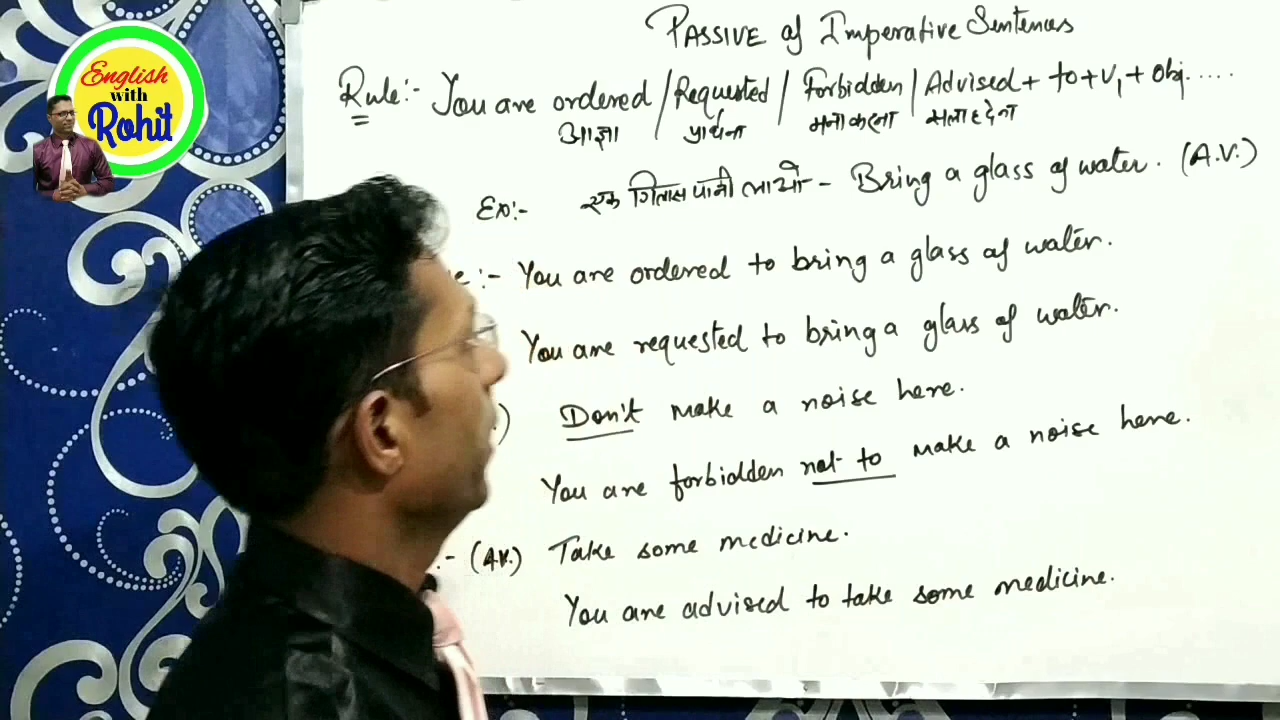 English
with
Rohit
PASSIVE of Imperative Sentences
Rule:- You are ordered / Requested / Forbidden / Advised + to + V1 + Obj.....
आज्ञा प्रार्थना मना करना सलाह देना
Ex:- एक गिलास पानी लाओ - Bring a glass of water. (A.V.)
:- You are ordered to bring a glass of water.
You are requested to bring a glass of water.
) Don't make a noise here.
You are forbidden not to make a noise here.
:- (A.V.) Take some medicine.
You are advised to take some medicine.